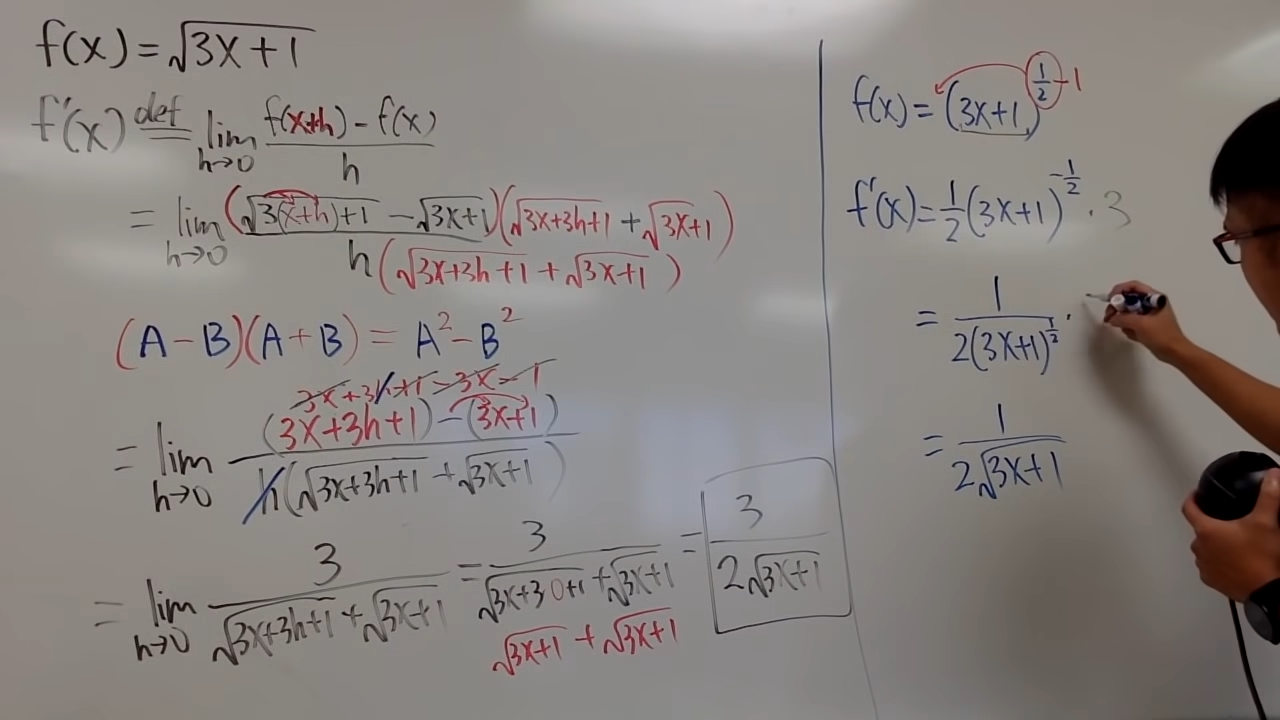 f(x) = √3x+1
f'(x) def= lim h→0 f(x+h) - f(x) / h
= lim h→0 (√3(x+h)+1 - √3x+1)(√3x+3h+1 + √3x+1) / h(√3x+3h+1 + √3x+1)
(A-B)(A+B) = A² - B²
3x+3h+1-3x-1
= lim h→0 (3x+3h+1) - (3x+1) / h(√3x+3h+1 + √3x+1)
= lim h→0 3 / √3x+3h+1 + √3x+1 = 3 / √3x+3·0+1 + √3x+1 = 3 / 2√3x+1
√3x+1 + √3x+1
f(x) = (3x+1)^1/2 -1
f'(x) = 1/2 (3x+1)^-1/2 · 3
= 1 / 2(3x+1)^1/2 ·
= 1 / 2√3x+1